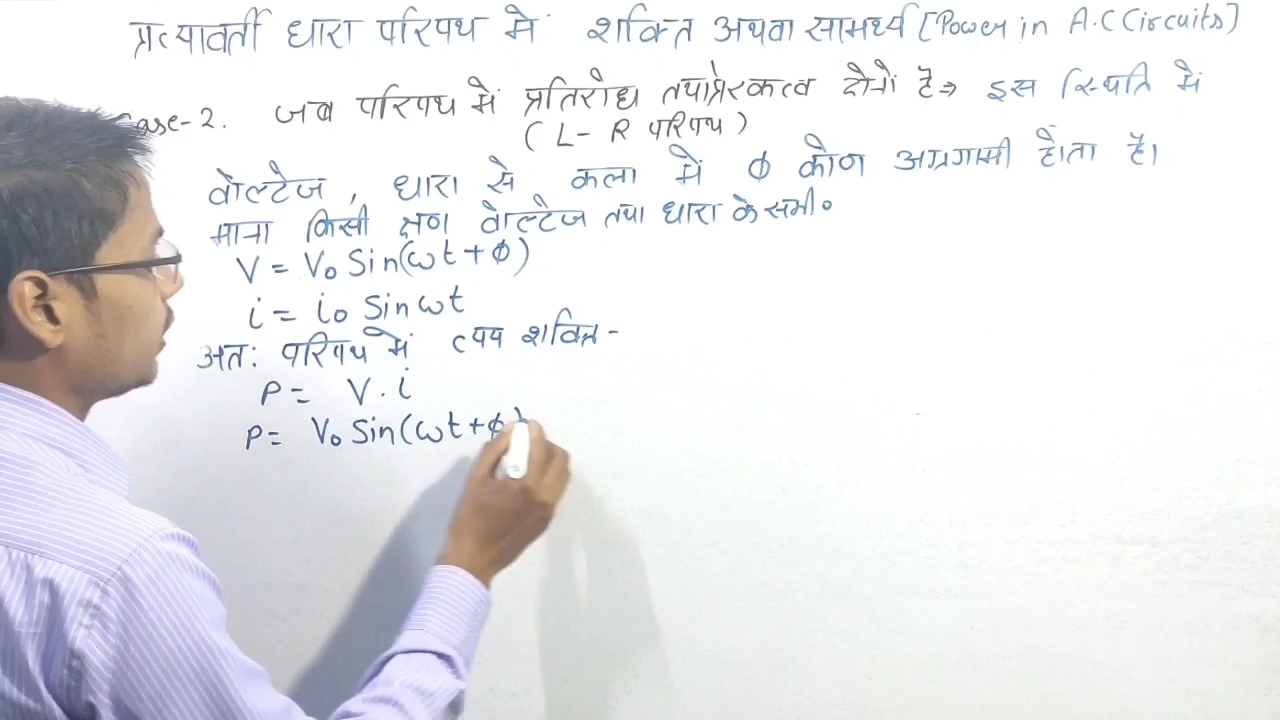 प्रत्यावर्ती धारा परिपथ में शक्ति अथवा सामर्थ्य [Power in A.C Circuits]
Case-2. जब परिपथ में प्रतिरोध तथा प्रेरकत्व दोनों है⇒ इस स्थिति में
(L-R परिपथ)
वोल्टेज, धारा से कला में ϕ कोण अग्रगामी होता है।
माना किसी क्षण वोल्टेज तथा धारा के समी०
V = V₀ Sin(ωt + ϕ)
i = i₀ Sin ωt
अतः परिपथ में व्यय शक्ति -
P = V . i
P = V₀ Sin(ωt + ϕ)